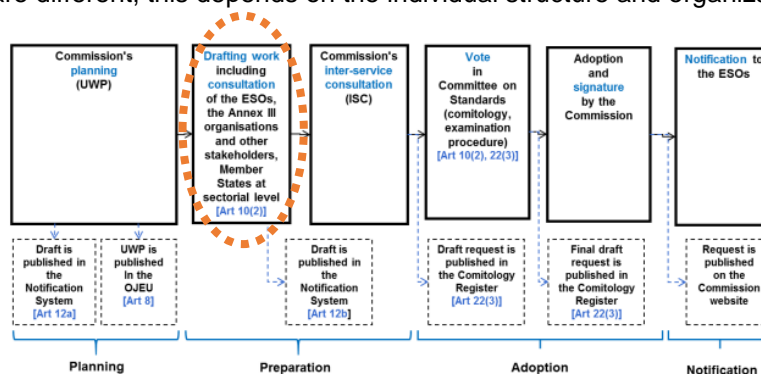 are different, this depends on the individual structure and
Commission's
planning
(UWP)
Drafting work
including
consultation
of the ESOs,
the Annex III
organisations
and other
stakeholders,
Member
States at
sectorial level
[Art 10(2)]
Commission's
inter-service
consultation
(ISC)
Vote
in
Committee on
Standards
(comitology,
examination
procedure)
[Art 10(2), 22(3)]
Adoption
and
signature
by the
Commission
Notification to
the ESOs
Draft is
published in
the
Notification
System
[Art 12a]
UWP is
published
In the
OJEU
[Art 8]
Draft is
published in
the
Notification
System
[Art 12b]
Draft request is
published in
the Comitology
Register
[Art 22(3)]
Final draft
request is
published in
the Comitology
Register
[Art 22(3)]
Request is
published
on the
Commission
website
Planning
Preparation
Adoption
Notification